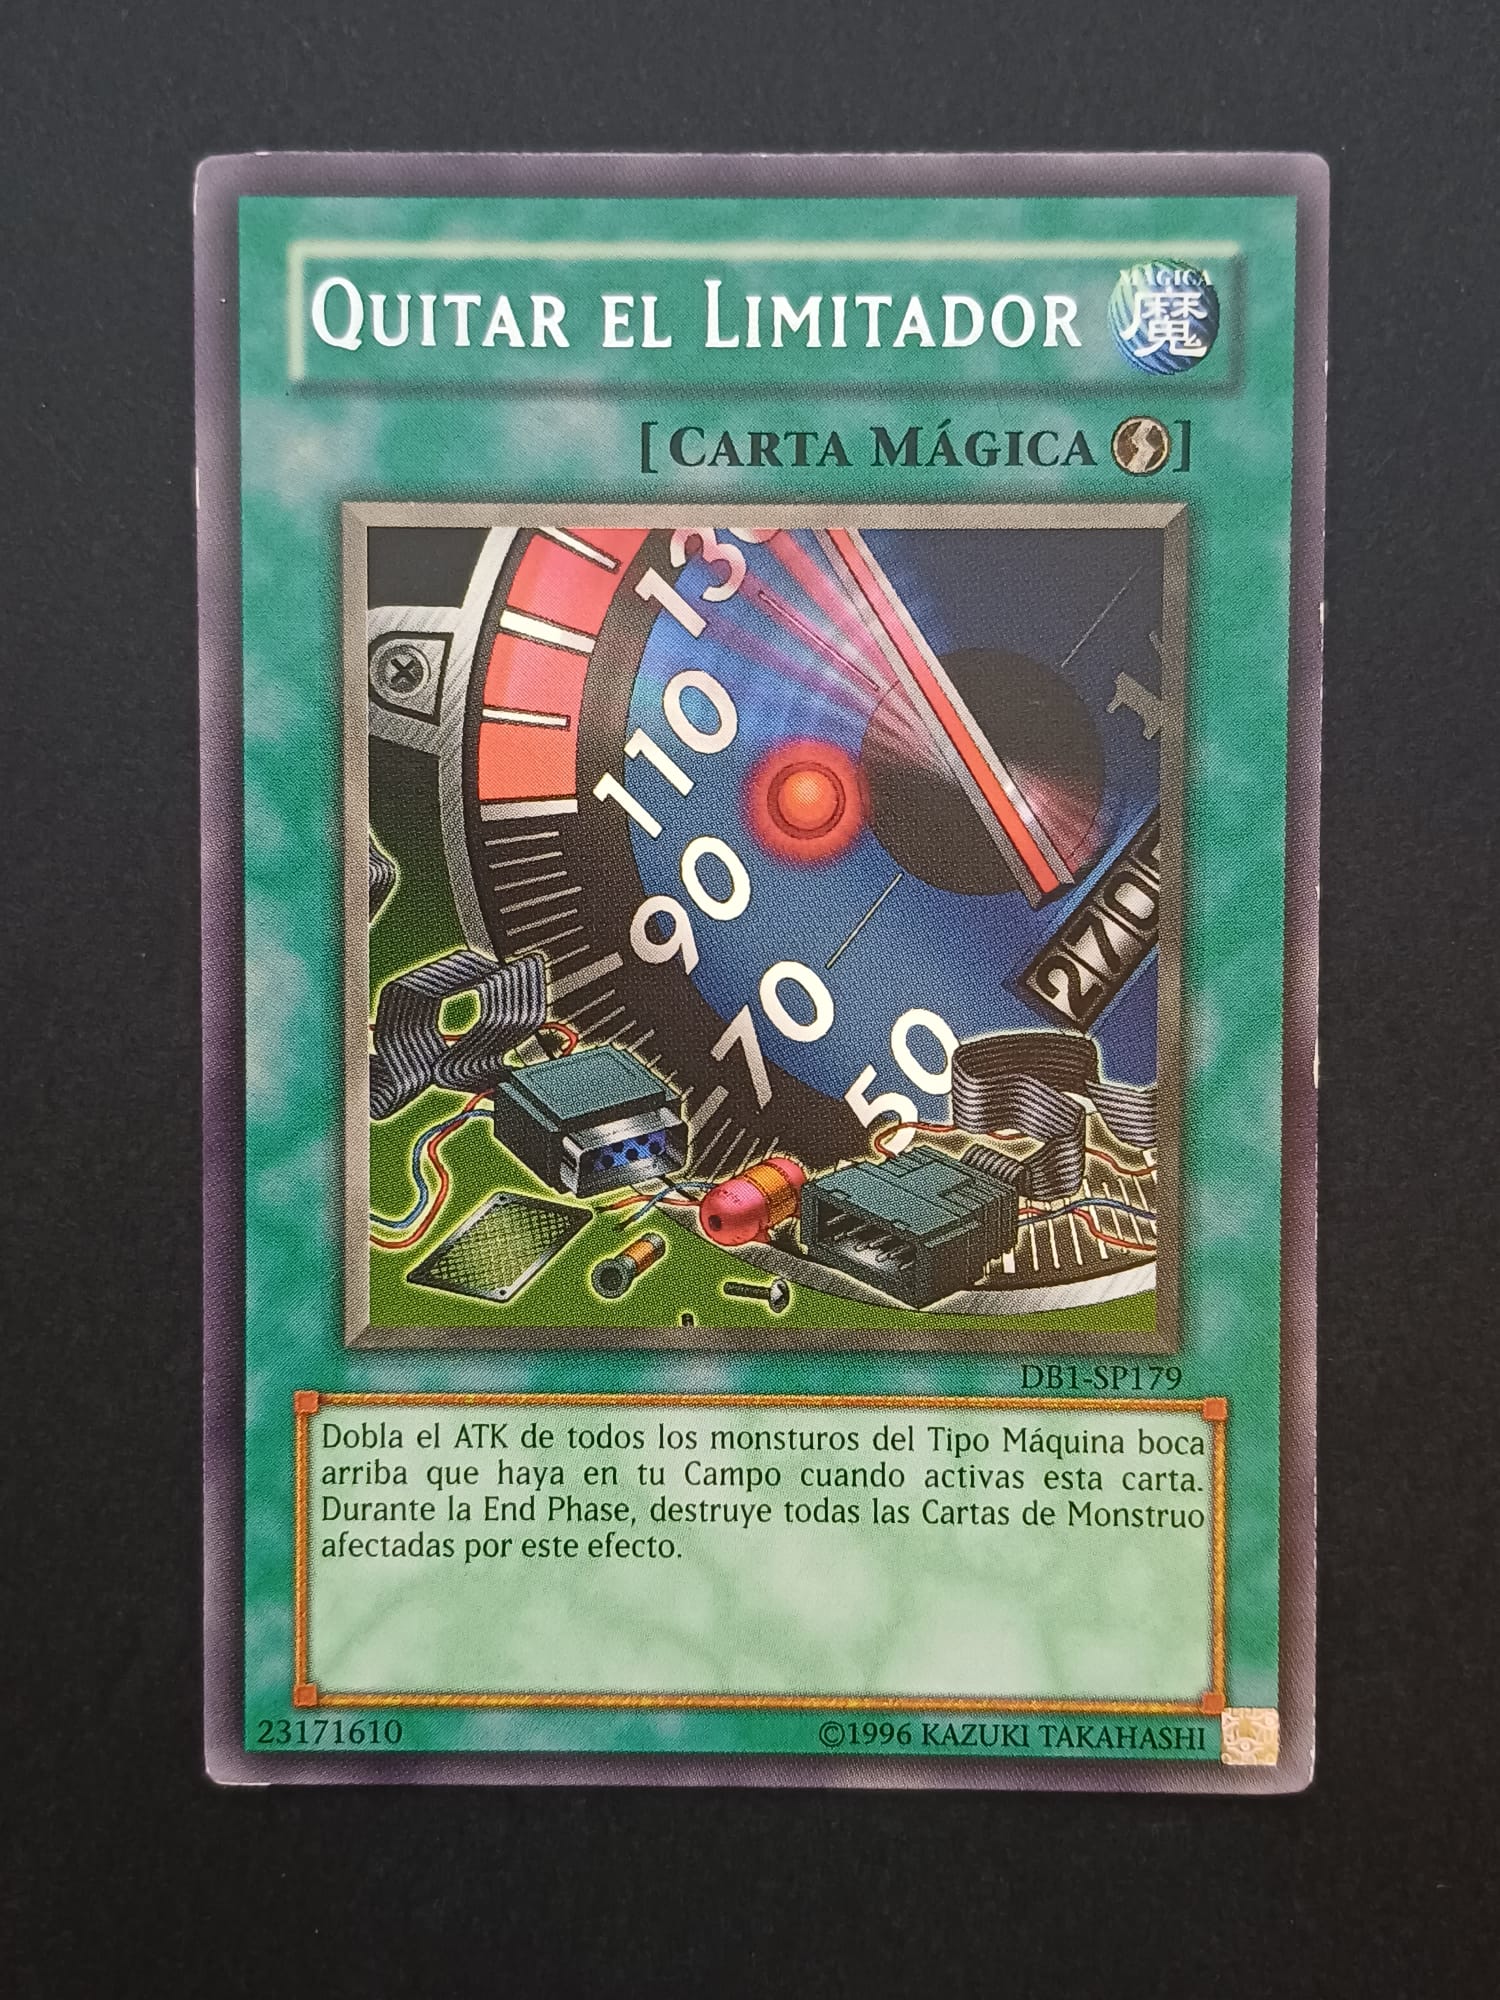 QUITAR EL LIMITADOR
MÁGICA
魔
[CARTA MÁGICA]
110
90
70
50
270
DB1-SP179
Dobla el ATK de todos los monsturos del Tipo Máquina boca
arriba que haya en tu Campo cuando activas esta carta.
Durante la End Phase, destruye todas las Cartas de Monstruo
afectadas por este efecto.
23171610
©1996 KAZUKI TAKAHASHI